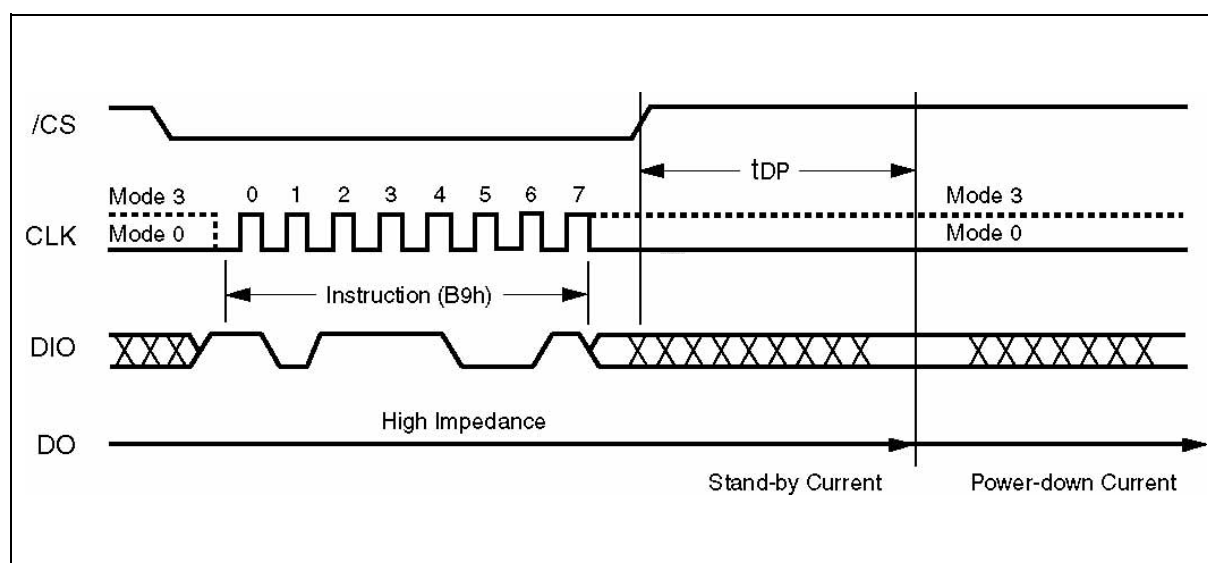 /CS
tDP
Mode 3 0 1 2 3 4 5 6 7 Mode 3
CLK Mode 0 Mode 0
Instruction (B9h)
DIO
High Impedance
DO
Stand-by Current Power-down Current